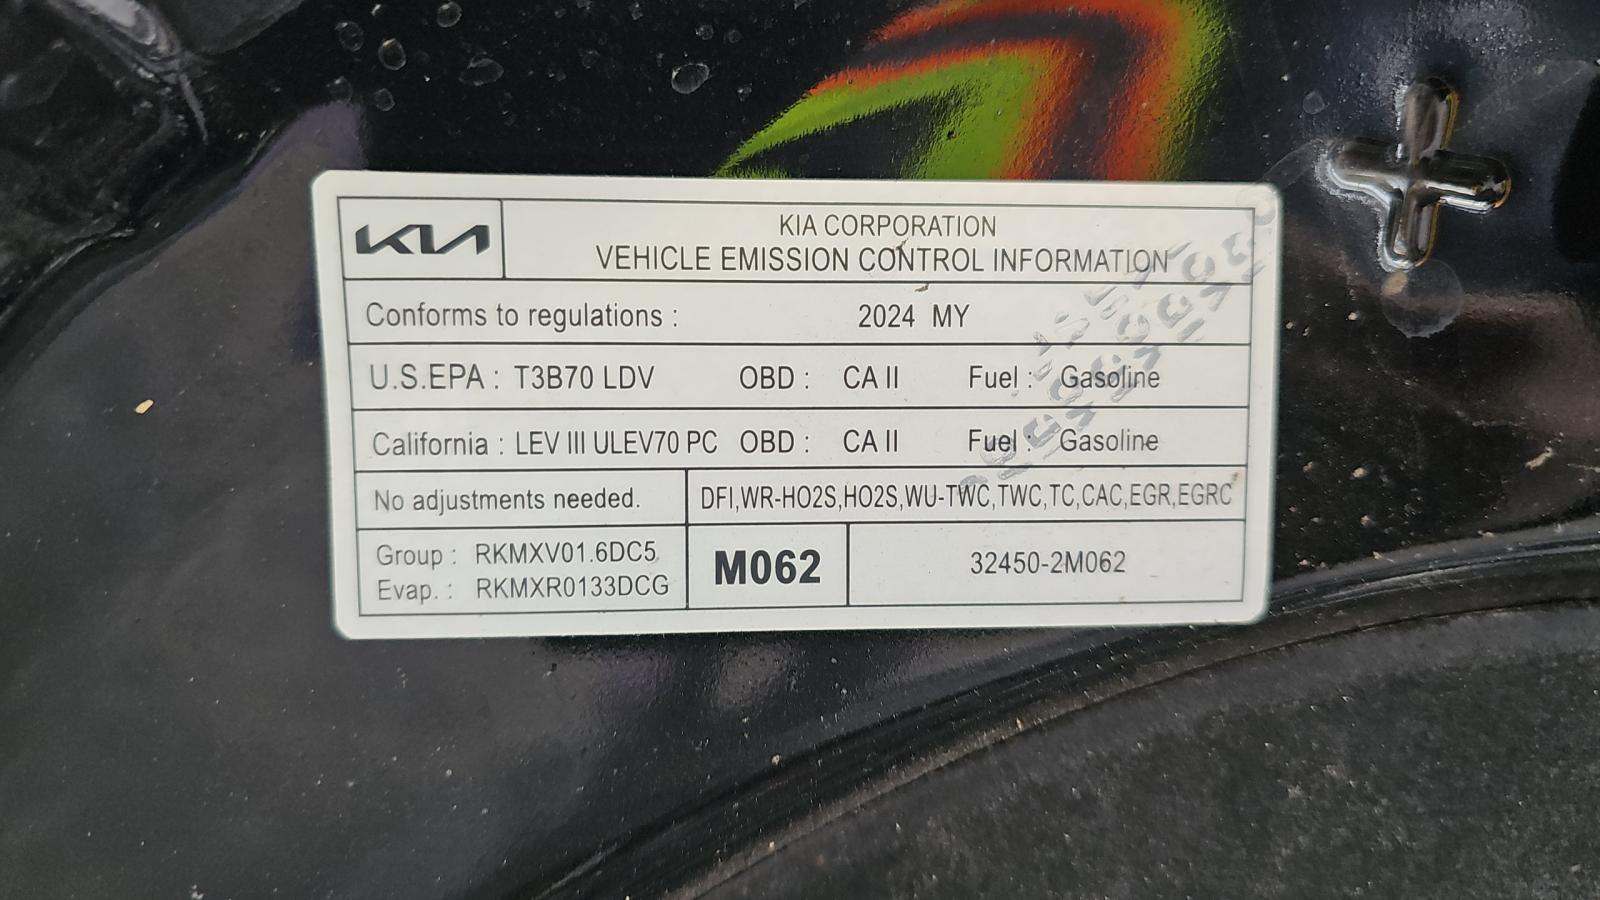 KIA
KIA CORPORATION
VEHICLE EMISSION CONTROL INFORMATION
Conforms to regulations : 2024 MY
U.S.EPA : T3B70 LDV OBD : CA II Fuel : Gasoline
California : LEV III ULEV70 PC OBD : CA II Fuel : Gasoline
No adjustments needed. DFI,WR-HO2S,HO2S,WU-TWC,TWC,TC,CAC,EGR,EGRC
Group : RKMXV01.6DC5
Evap. : RKMXR0133DCG
M062
32450-2M062